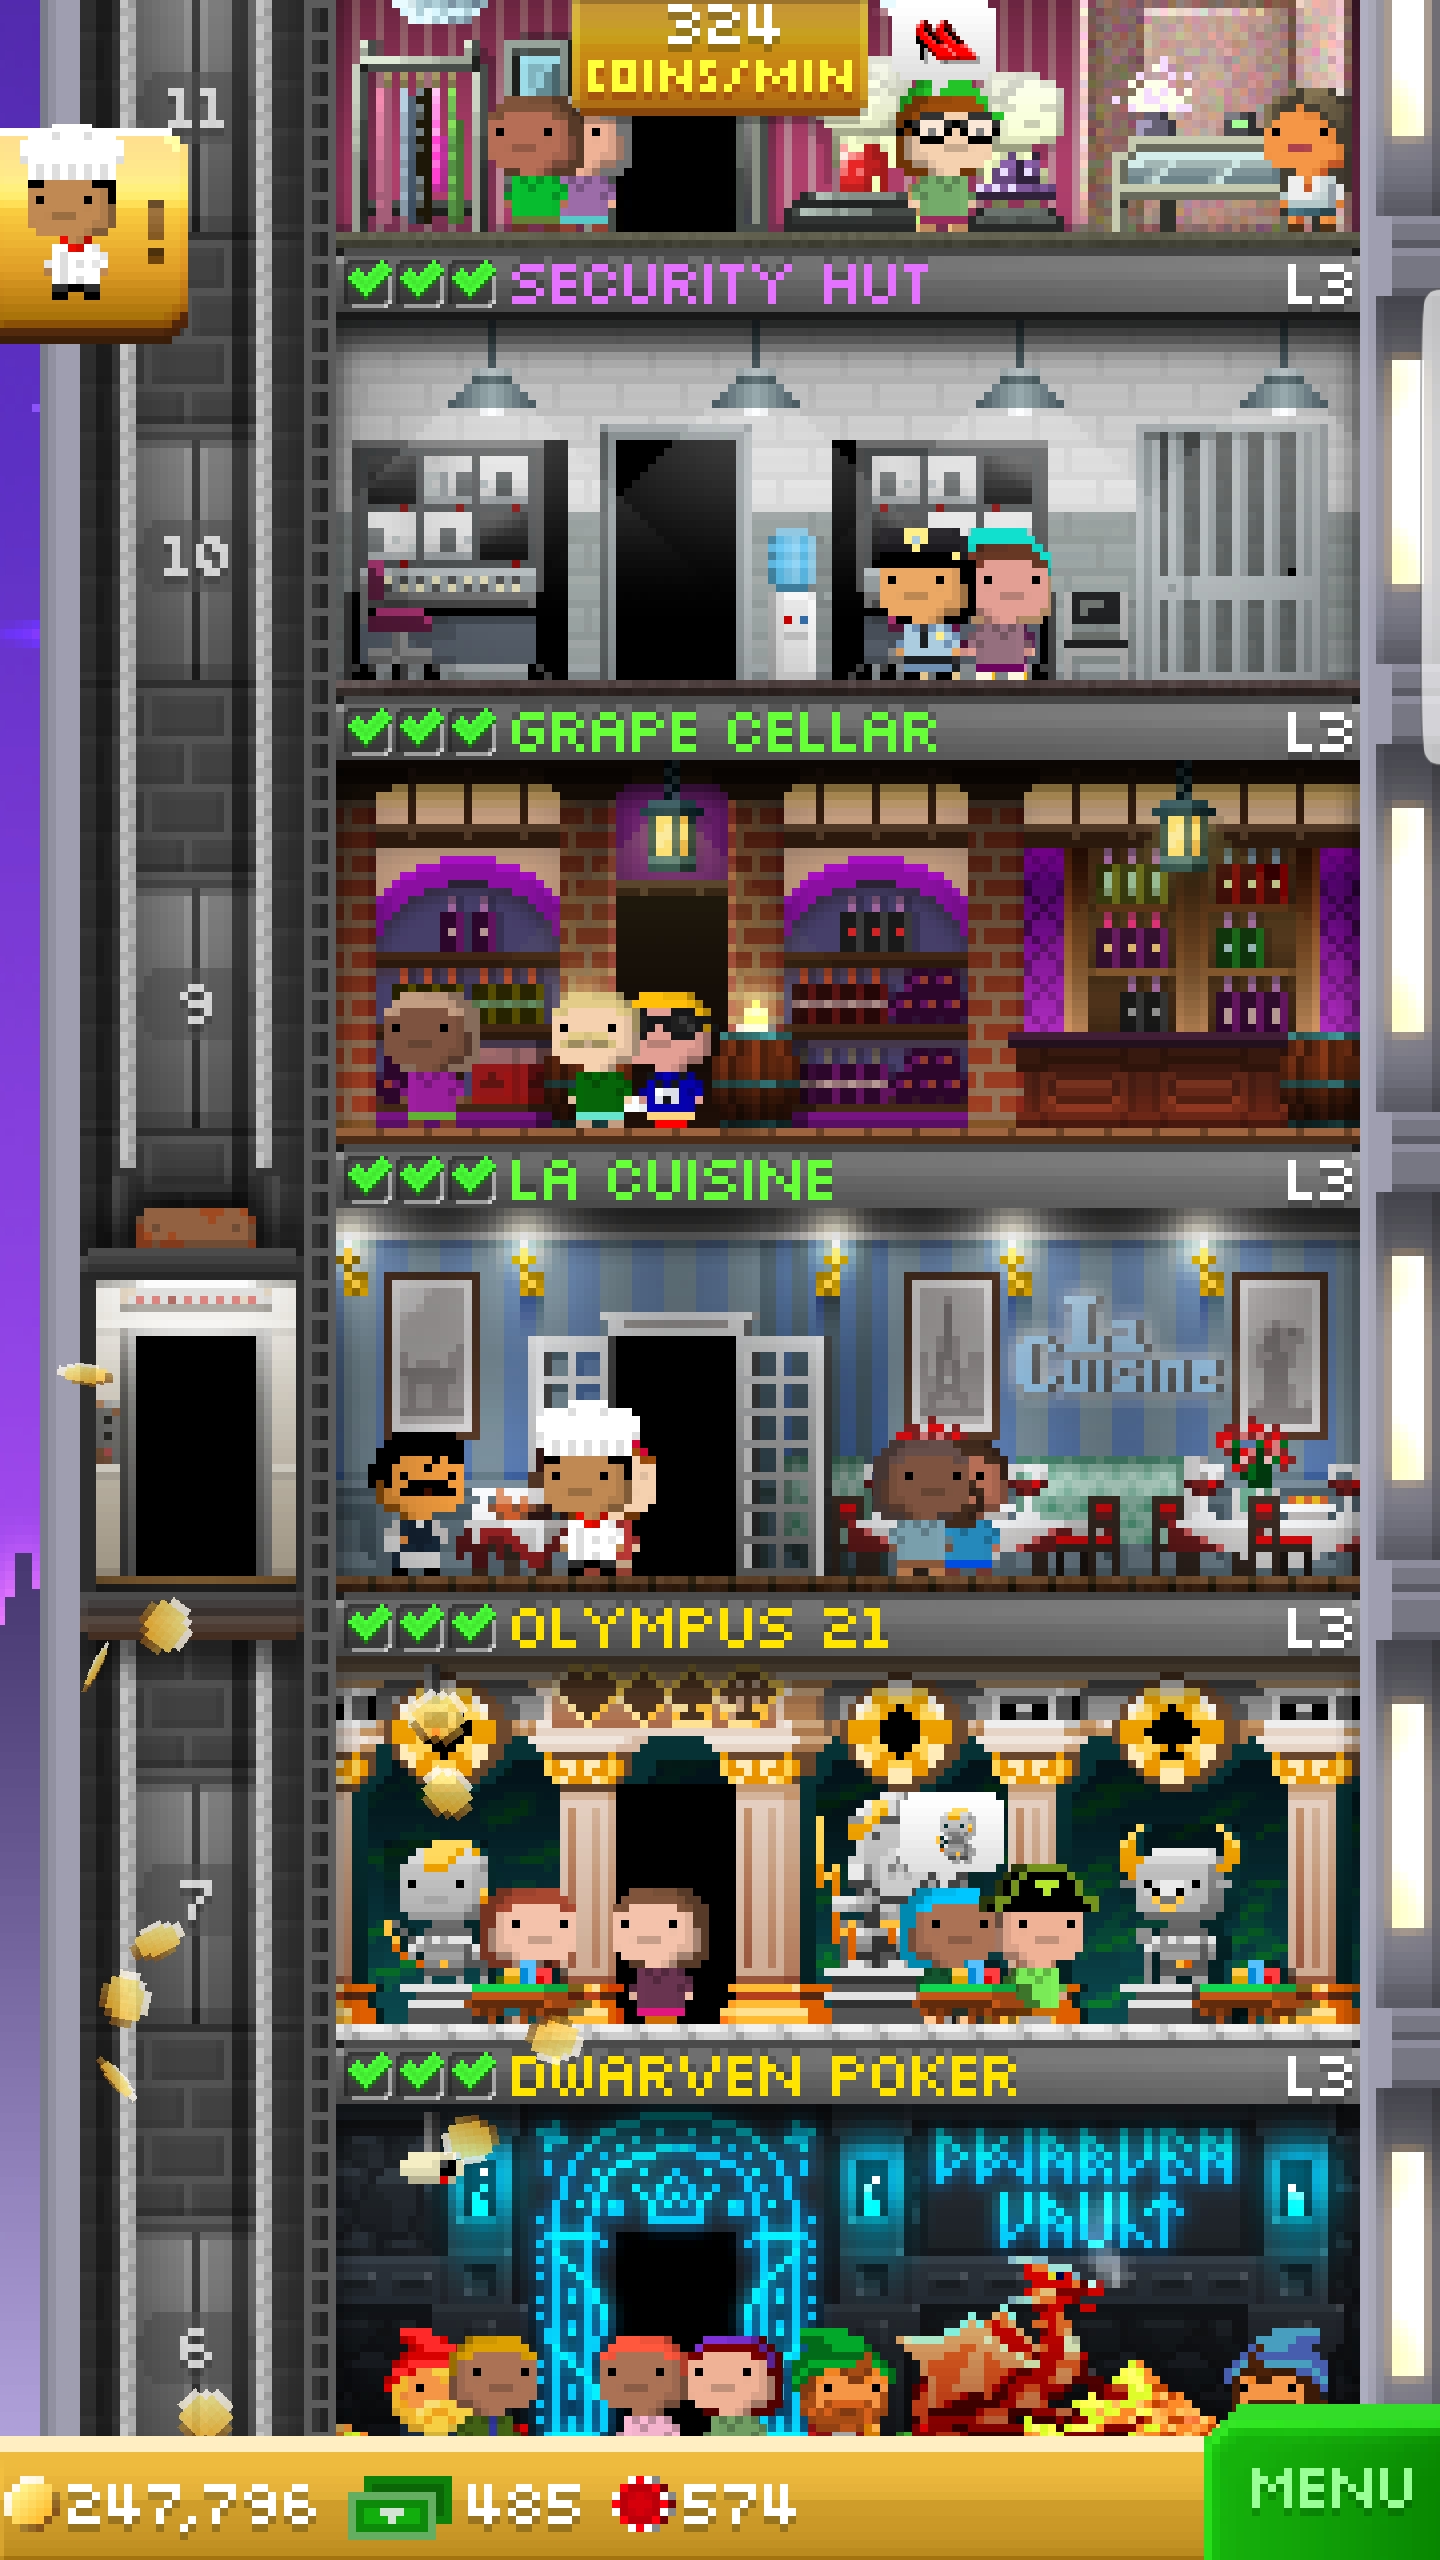 324
COINS/MIN
11
!
SECURITY HUT L3
10
GRAPE CELLAR L3
9
LA CUISINE L3
La
Cuisine
OLYMPUS 21 L3
7
DWARVEN POKER L3
DWARVEN
VAULT
6
247,796 485 574
MENU